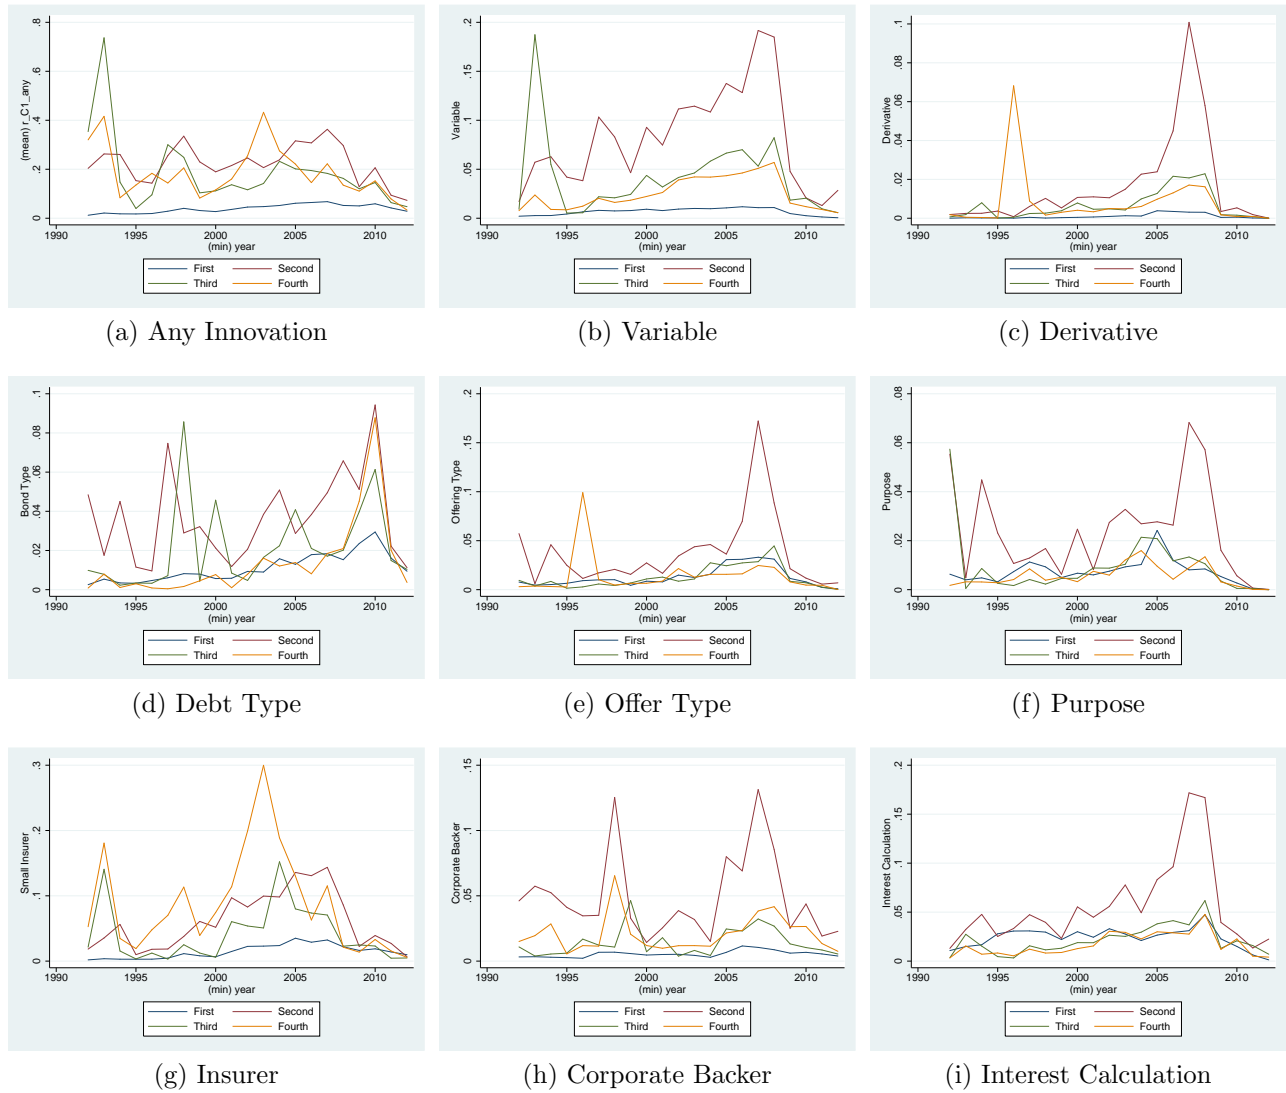 (mean) r_C1_any
0 .2 .4 .6 .8
1990 1995 2000 2005 2010
(min) year
First Second
Third Fourth
(a) Any Innovation
Variable
0 .05 .1 .15 .2
1990 1995 2000 2005 2010
(min) year
First Second
Third Fourth
(b) Variable
Derivative
0 .02 .04 .06 .08 .1
1990 1995 2000 2005 2010
(min) year
First Second
Third Fourth
(c) Derivative
Bond Type
0 .02 .04 .06 .08 .1
1990 1995 2000 2005 2010
(min) year
First Second
Third Fourth
(d) Debt Type
Offering Type
0 .05 .1 .15 .2
1990 1995 2000 2005 2010
(min) year
First Second
Third Fourth
(e) Offer Type
Purpose
0 .02 .04 .06 .08
1990 1995 2000 2005 2010
(min) year
First Second
Third Fourth
(f) Purpose
Small Insurer
0 .1 .2 .3
1990 1995 2000 2005 2010
(min) year
First Second
Third Fourth
(g) Insurer
Corporate Backer
0 .05 .1 .15
1990 1995 2000 2005 2010
(min) year
First Second
Third Fourth
(h) Corporate Backer
Interest Calculation
0 .05 .1 .15 .2
1990 1995 2000 2005 2010
(min) year
First Second
Third Fourth
(i) Interest Calculation